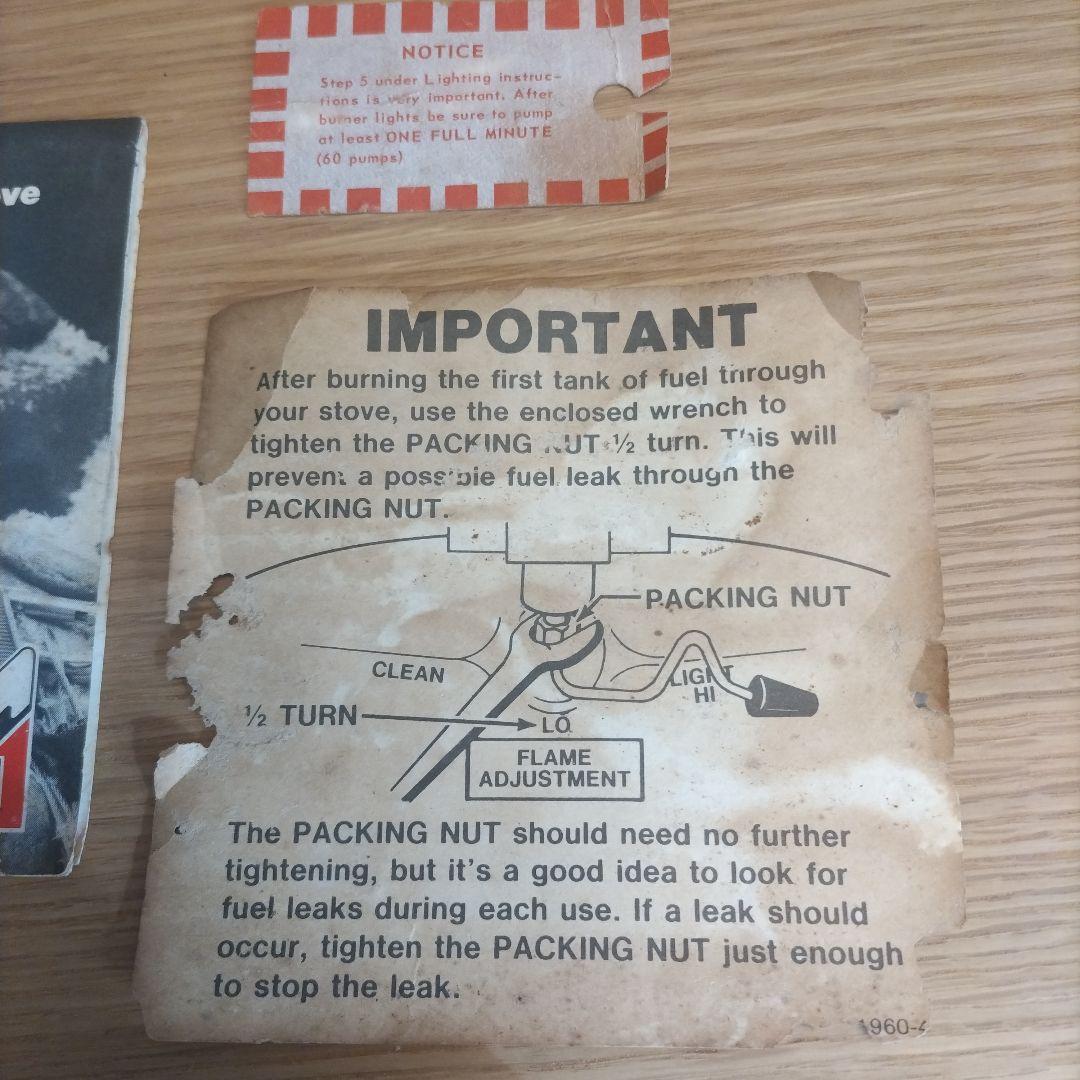 NOTICE
Step 5 under Lighting instruc-
tions is very important. After
burner lights be sure to pump
at least ONE FULL MINUTE
(60 pumps)
IMPORTANT
After burning the first tank of fuel through
your stove, use the enclosed wrench to
tighten the PACKING NUT ½ turn. This will
prevent a possible fuel leak through the
PACKING NUT.
PACKING NUT
CLEAN
LIGHT
HI
½ TURN
LO
FLAME
ADJUSTMENT
The PACKING NUT should need no further
tightening, but it's a good idea to look for
fuel leaks during each use. If a leak should
occur, tighten the PACKING NUT just enough
to stop the leak.